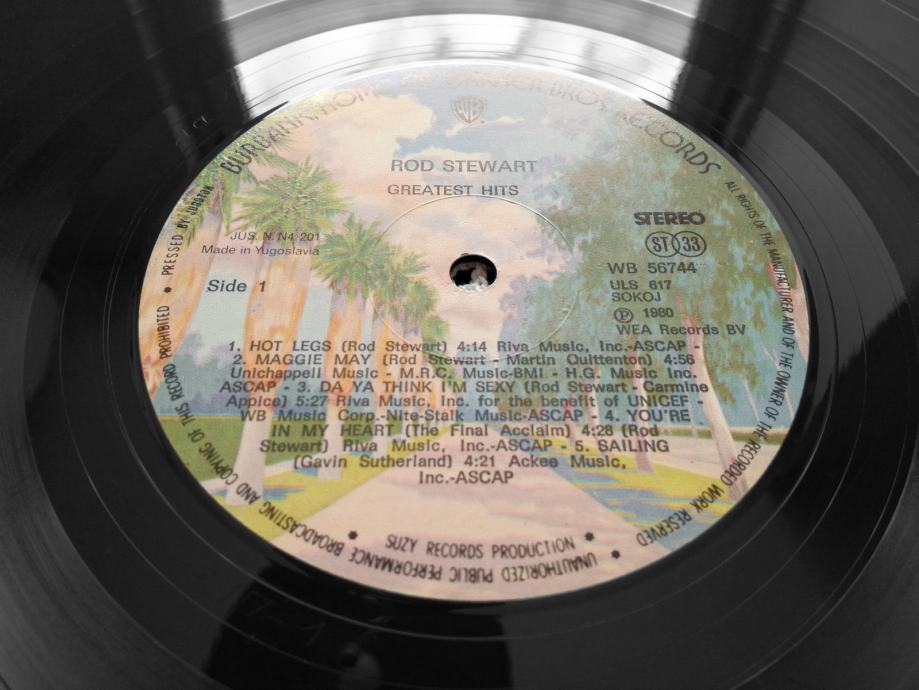 BURBANK, HOME OF WARNER BROS. RECORDS
WB
ROD STEWART
GREATEST HITS
STEREO
ST 33
JUS. N. N4. 201
Made in Yugoslavia
Side 1
WB 56744
ULS 617
SOKOJ
Ⓟ 1980
WEA Records BV
1. HOT LEGS (Rod Stewart) 4:14 Riva Music, Inc.-ASCAP -
2. MAGGIE MAY (Rod Stewart - Martin Quittenton) 4:56
Unichappell Music - M.R.C. Music-BMI - H.G. Music Inc.
ASCAP - 3. DA YA THINK I'M SEXY (Rod Stewart - Carmine
Appice) 5:27 Riva Music, Inc. for the benefit of UNICEF -
WB Music Corp.-Nite-Stalk Music-ASCAP - 4. YOU'RE
IN MY HEART (The Final Acclaim) 4:28 (Rod
Stewart) Riva Music, Inc.-ASCAP - 5. SAILING
(Gavin Sutherland) 4:21 Ackee Music,
Inc.-ASCAP
SUZY RECORDS PRODUCTION
ALL RIGHTS OF THE MANUFACTURER AND OF THE OWNER OF THE RECORDED WORK RESERVED * UNAUTHORIZED PUBLIC PERFORMANCE BROADCASTING AND COPYING OF THIS RECORD PROHIBITED * PRESSED BY JUGOTON